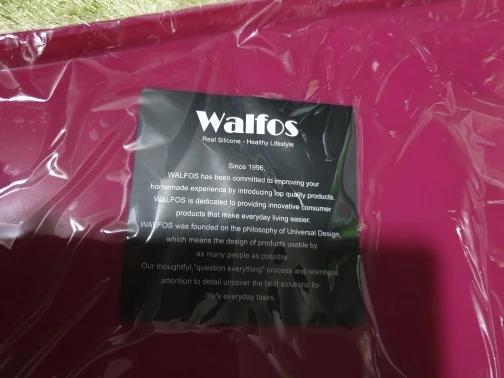 Walfos
Real Silicone - Healthy Lifestyle
Since 1996,
WALFOS has been committed to improving your
homemade experience by introducing top quality products.
WALFOS is dedicated to providing innovative consumer
products that make everyday living easier.
WALFOS was founded on the philosophy of Universal Design,
which means the design of products usable by
as many people as possible.
Our thoughtful,"question everything" process and relentless
attention to detail uncover the best solutions for
life's everyday tasks.